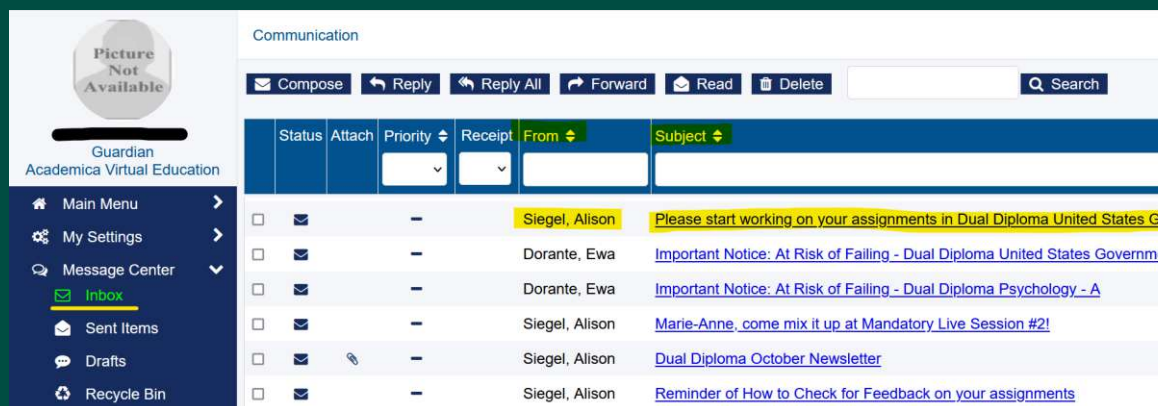 Picture
Not
Available
Guardian
Academica Virtual Education
Main Menu
My Settings
Message Center
Inbox
Sent Items
Drafts
Recycle Bin
Communication
Compose Reply Reply All Forward Read Delete Search
Status Attach Priority Receipt From Subject
Siegel, Alison Please start working on your assignments in Dual Diploma United States G
Dorante, Ewa Important Notice: At Risk of Failing - Dual Diploma United States Governm
Dorante, Ewa Important Notice: At Risk of Failing - Dual Diploma Psychology - A
Siegel, Alison Marie-Anne, come mix it up at Mandatory Live Session #2!
Siegel, Alison Dual Diploma October Newsletter
Siegel, Alison Reminder of How to Check for Feedback on your assignments